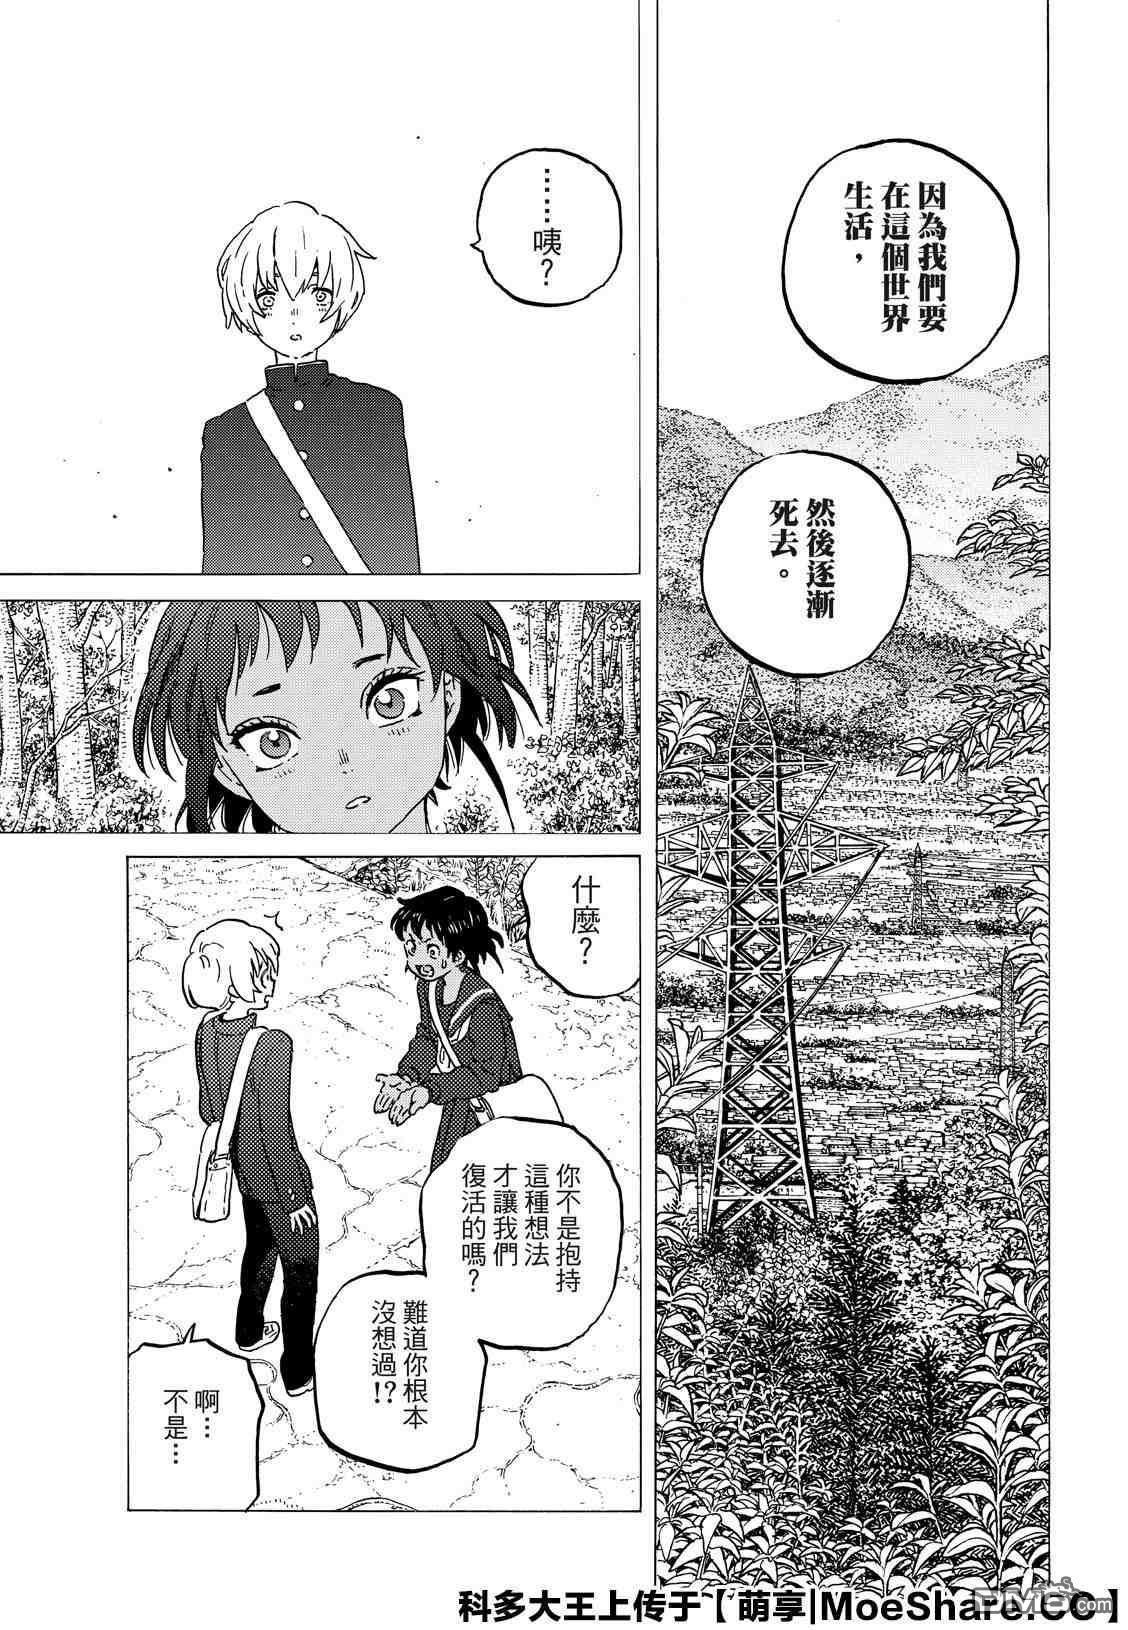 因為我們要
在這個世界
生活，
然後逐漸
死去。
……咦？
什麼？
你不是抱持
這種想法
才讓我們
復活的嗎？
難道你根本
沒想過！？
啊…
不是…
科多大王上传于【萌享|MoeShare.CC】